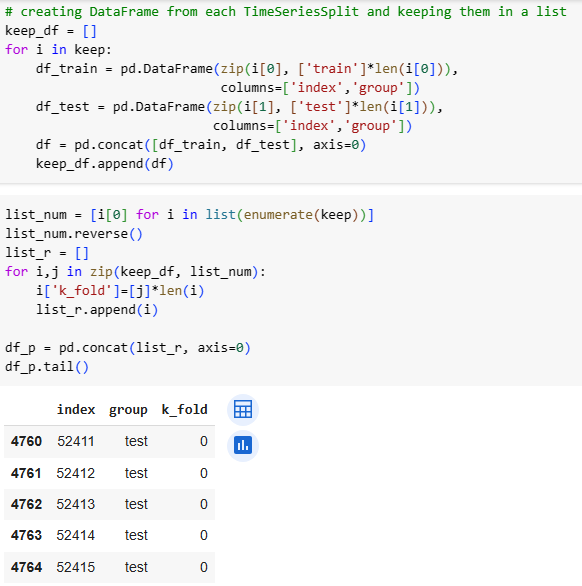 # creating DataFrame from each TimeSeriesSplit and keeping them in a list
keep_df = []
for i in keep:
    df_train = pd.DataFrame(zip(i[0], ['train']*len(i[0])),
                            columns=['index','group'])
    df_test = pd.DataFrame(zip(i[1], ['test']*len(i[1])),
                           columns=['index','group'])
    df = pd.concat([df_train, df_test], axis=0)
    keep_df.append(df)
list_num = [i[0] for i in list(enumerate(keep))]
list_num.reverse()
list_r = []
for i,j in zip(keep_df, list_num):
    i['k_fold']=[j]*len(i)
    list_r.append(i)
df_p = pd.concat(list_r, axis=0)
df_p.tail()
index group k_fold
4760 52411 test 0
4761 52412 test 0
4762 52413 test 0
4763 52414 test 0
4764 52415 test 0